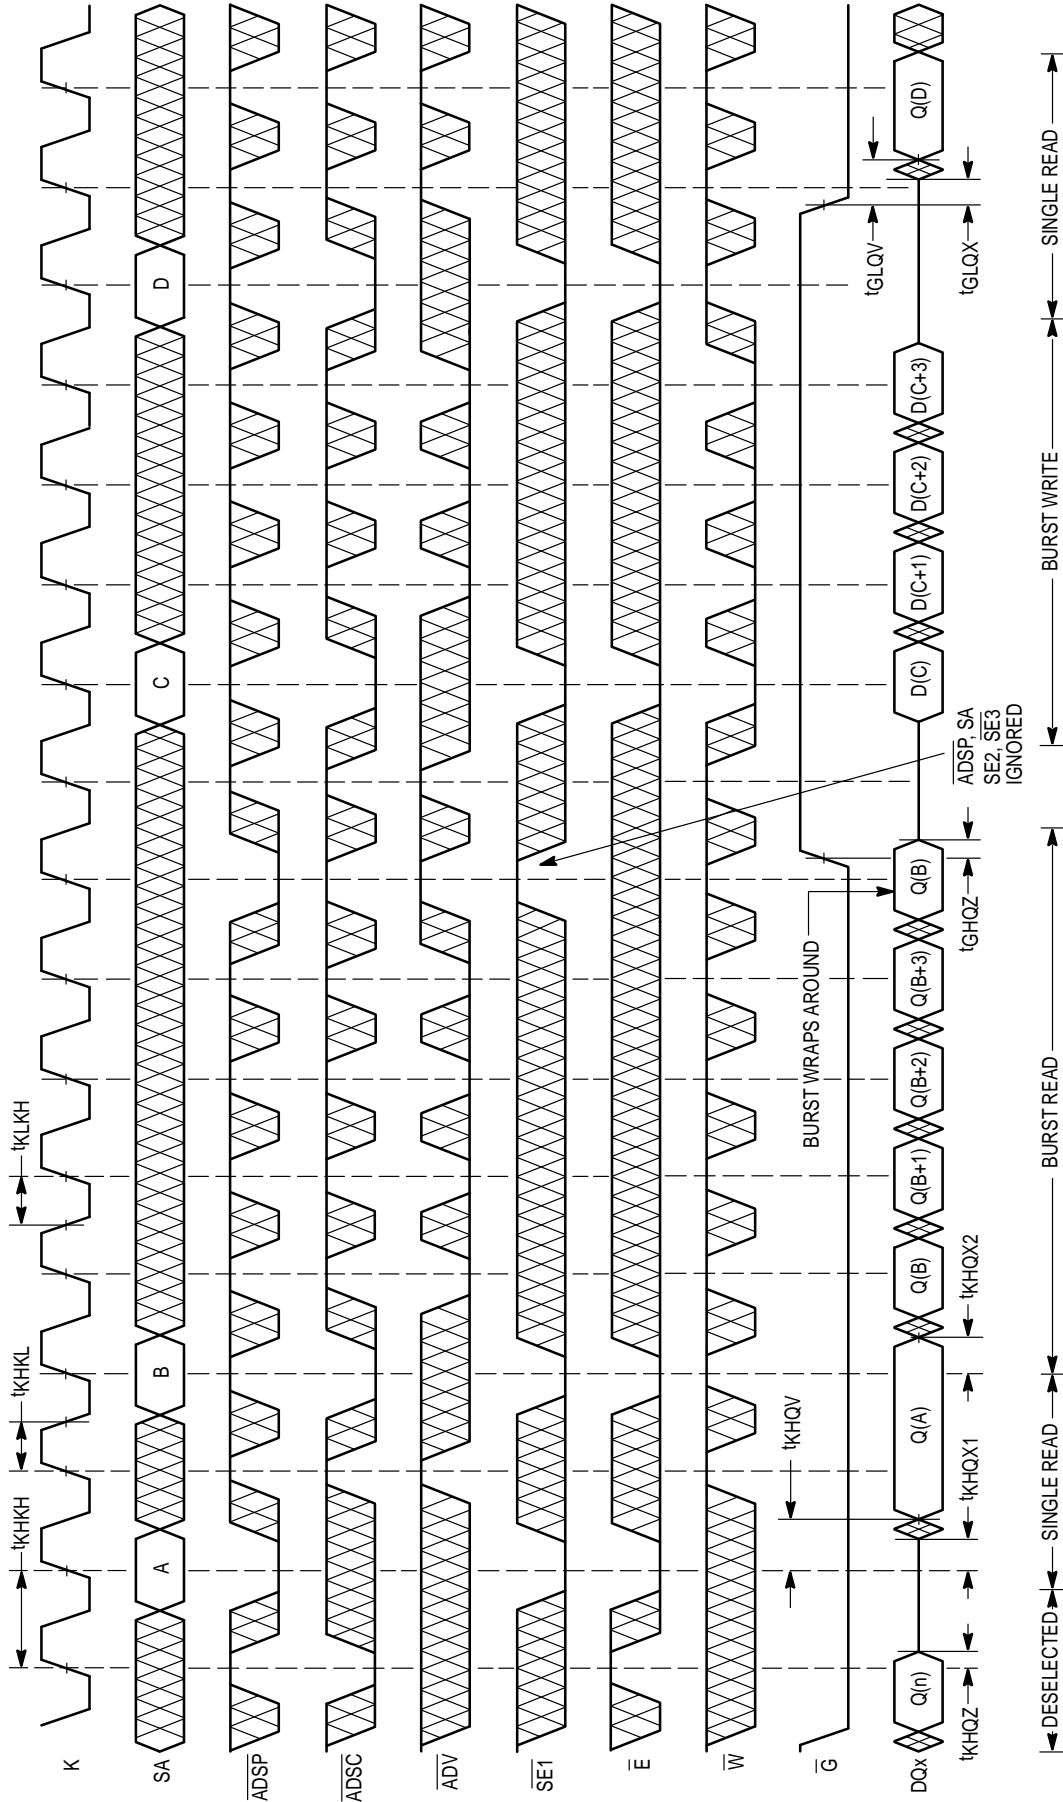 tKHKH
tKHKL
tKLKH
K
SA
A
B
C
D
ADSP
ADSC
ADV
SE1
E
W
G
tKHQV
BURST WRAPS AROUND
tGLQV
DQx
Q(n)
Q(A)
Q(B)
Q(B+1)
Q(B+2)
Q(B+3)
Q(B)
D(C)
D(C+1)
D(C+2)
D(C+3)
Q(D)
tKHQZ
tKHQX1
tKHQX2
tGHQZ
ADSP, SA
SE2, SE3
IGNORED
tGLQX
DESELECTED
SINGLE READ
BURST READ
BURST WRITE
SINGLE READ